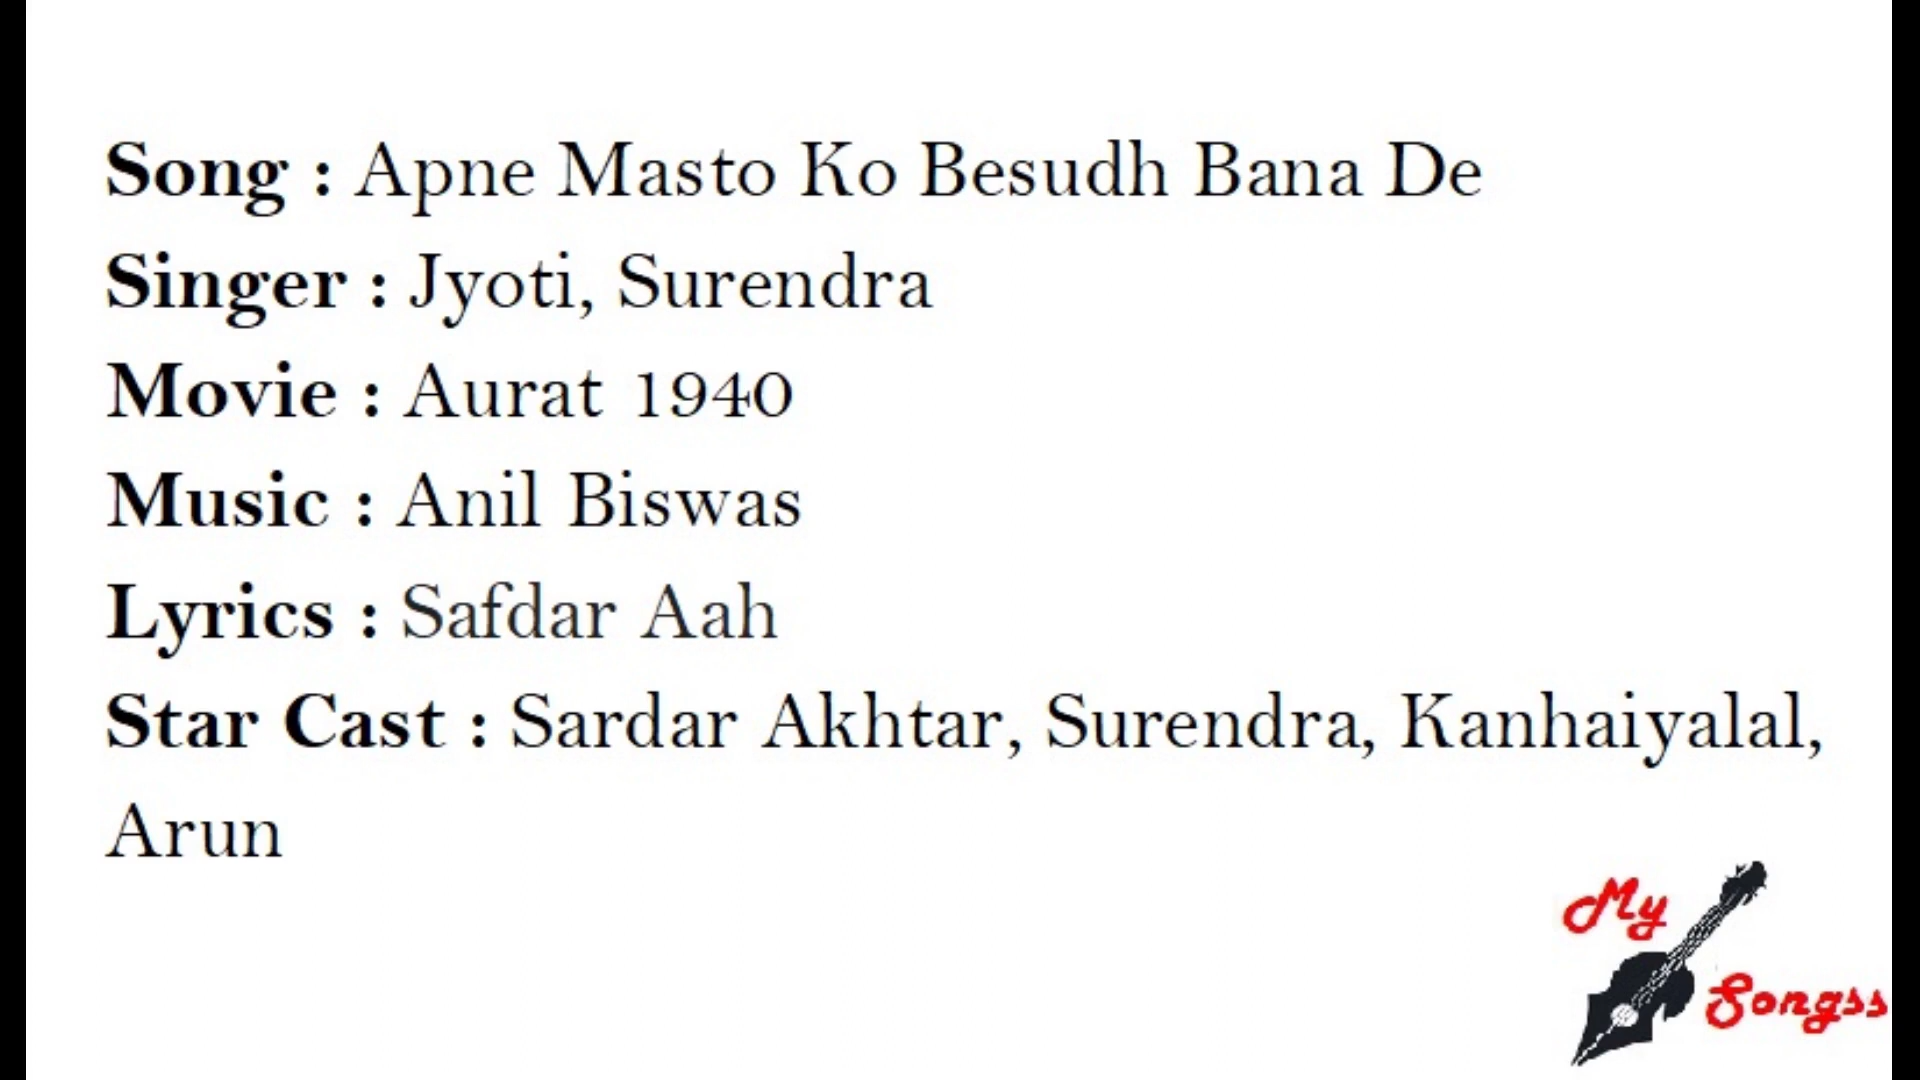 Song : Apne Masto Ko Besudh Bana De
Singer : Jyoti, Surendra
Movie : Aurat 1940
Music : Anil Biswas
Lyrics : Safdar Aah
Star Cast : Sardar Akhtar, Surendra, Kanhaiyalal,
Arun
My
Songss